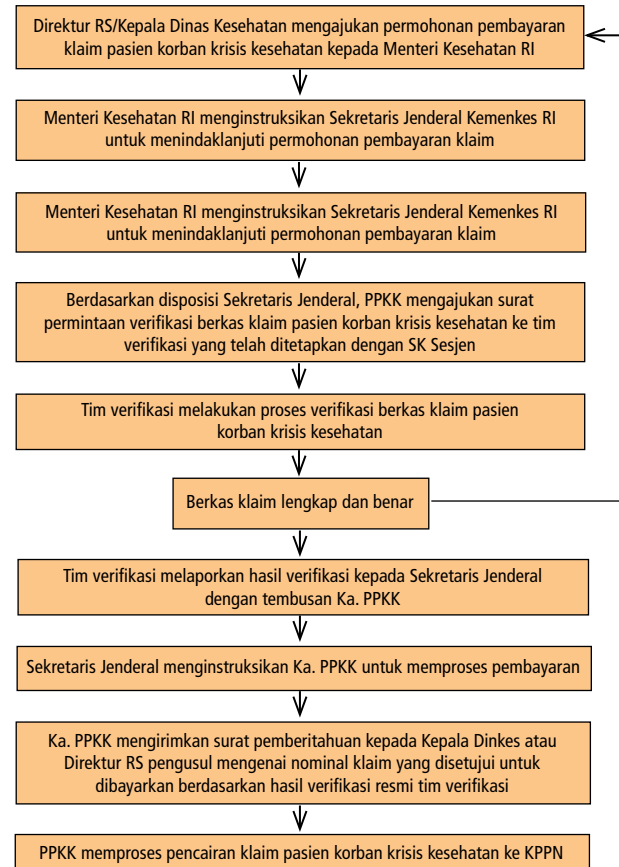 Direktur RS/Kepala Dinas Kesehatan mengajukan permohonan pembayaran
klaim pasien korban krisis kesehatan kepada Menteri Kesehatan RI
Menteri Kesehatan RI menginstruksikan Sekretaris Jenderal Kemenkes RI
untuk menindaklanjuti permohonan pembayaran klaim
Menteri Kesehatan RI menginstruksikan Sekretaris Jenderal Kemenkes RI
untuk menindaklanjuti permohonan pembayaran klaim
Berdasarkan disposisi Sekretaris Jenderal, PPKK mengajukan surat
permintaan verifikasi berkas klaim pasien korban krisis kesehatan ke tim
verifikasi yang telah ditetapkan dengan SK Sesjen
Tim verifikasi melakukan proses verifikasi berkas klaim pasien
korban krisis kesehatan
Berkas klaim lengkap dan benar
Tim verifikasi melaporkan hasil verifikasi kepada Sekretaris Jenderal
dengan tembusan Ka. PPKK
Sekretaris Jenderal menginstruksikan Ka. PPKK untuk memproses pembayaran
Ka. PPKK mengirimkan surat pemberitahuan kepada Kepala Dinkes atau
Direktur RS pengusul mengenai nominal klaim yang disetujui untuk
dibayarkan berdasarkan hasil verifikasi resmi tim verifikasi
PPKK memproses pencairan klaim pasien korban krisis kesehatan ke KPPN